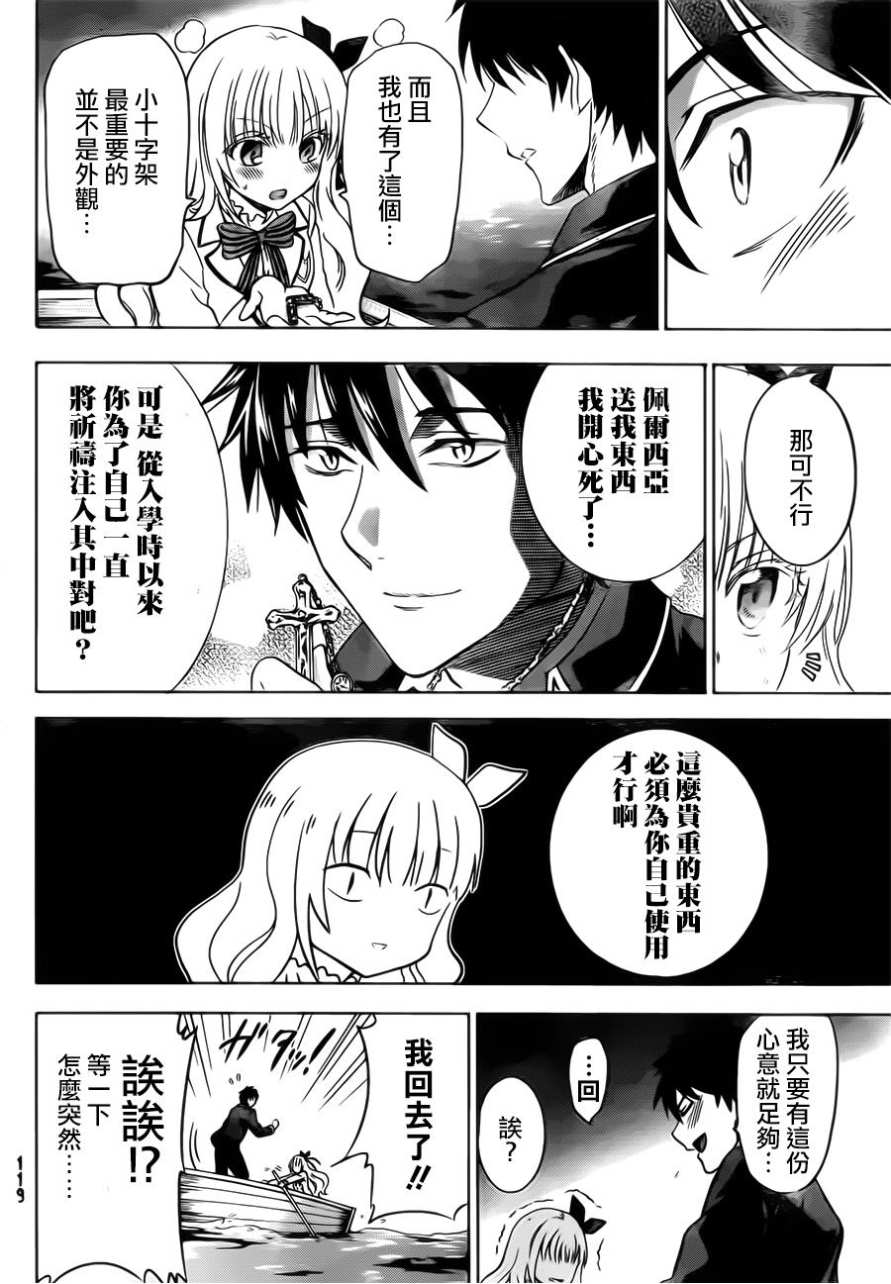 而且
我也有了這個…
小十字架
最重要的
並不是外觀…
那可不行
佩爾西亞
送我東西
我開心死了…
可是 從入學時以來
你為了自己一直
將祈禱注入其中對吧？
這麼貴重的東西
必須為你自己使用
才行啊
我只要有這份
心意就足夠…
…回
誒？
我回去了!!
ガタッ
誒誒!?
等一下
怎麼突然……
119